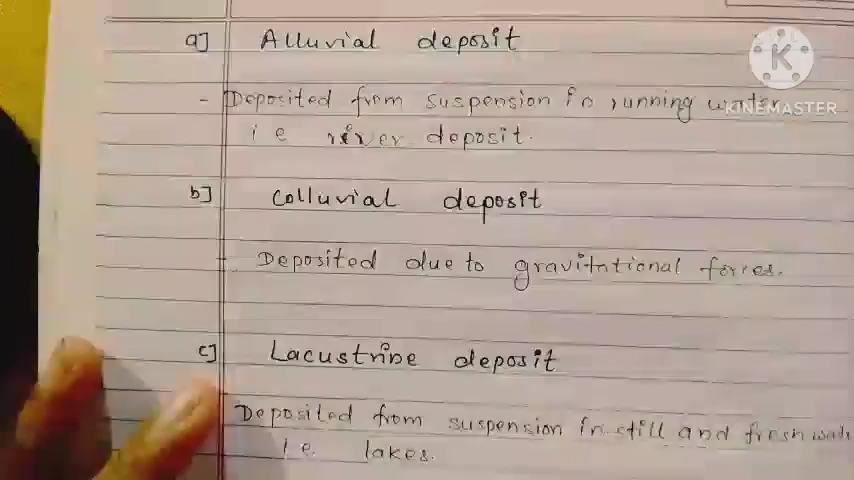 a] Alluvial deposit
- Deposited from suspension in running water
i e river deposit.
b] Colluvial deposit
- Deposited due to gravitational forces.
c] Lacustrine deposit
- Deposited from suspension in still and fresh
i.e. lakes.
K
KINEMASTER